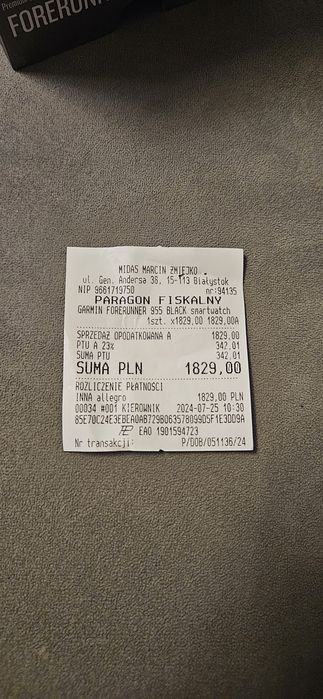 Premium
FORERUNN
MIDAS MARCIN ŻMIEJKO
ul. Gen. Andersa 38, 15-113 Białystok
NIP 9661719750 nr:94135
PARAGON FISKALNY
GARMIN FORERUNNER 955 BLACK smartwatch
1szt. x1829,00 1829,00A
SPRZEDAŻ OPODATKOWANA A 1829,00
PTU A 23% 342,01
SUMA PTU 342,01
SUMA PLN 1829,00
ROZLICZENIE PŁATNOŚCI
INNA allegro 1829,00 PLN
00034 #001 KIEROWNIK 2024-07-25 10:30
85E70C24E3EBEA0AB729B063578099D5F1E3DD9A
EAO 1901594723
Nr transakcji: P/DOB/051136/24